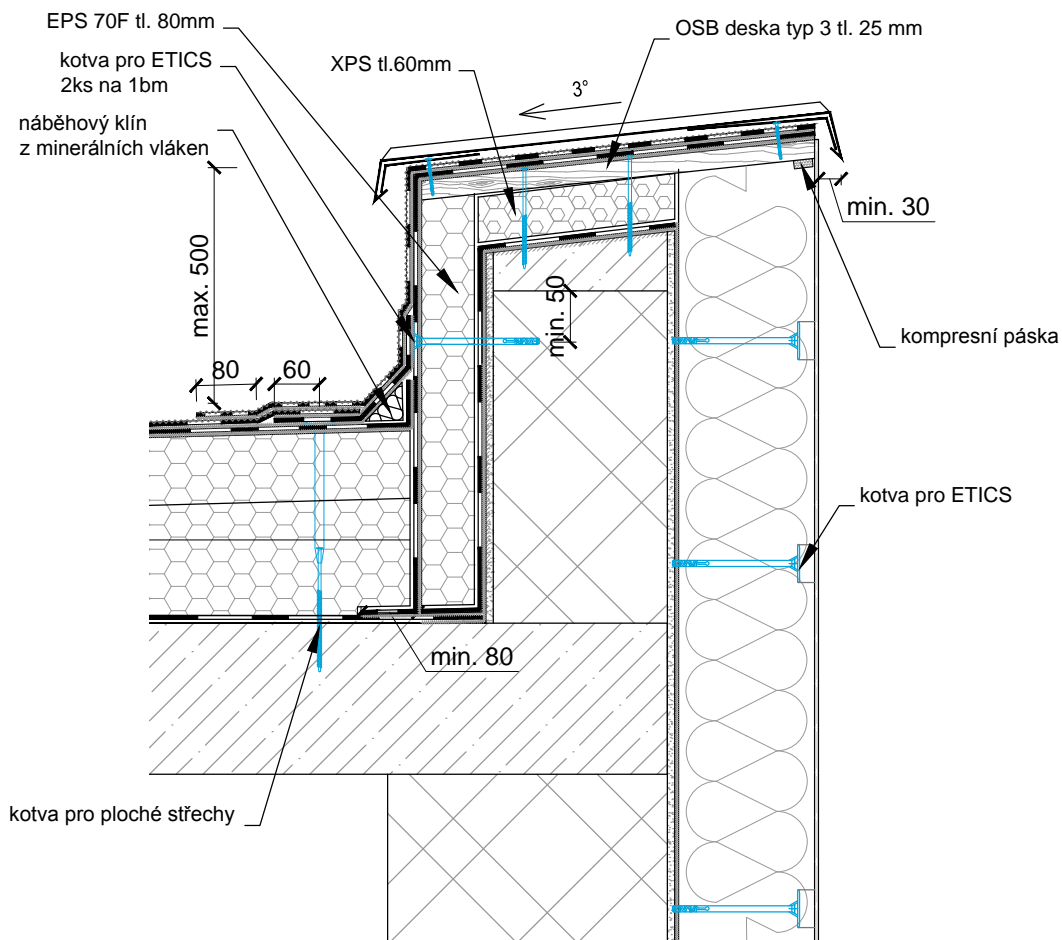 EPS 70F tl. 80mm
OSB deska typ 3 tl. 25 mm
kotva pro ETICS
2ks na 1bm
XPS tl.60mm
3°
náběhový klín
z minerálních vláken
min. 30
max. 500
min. 50
kompresní páska
80
60
kotva pro ETICS
min. 80
kotva pro ploché střechy